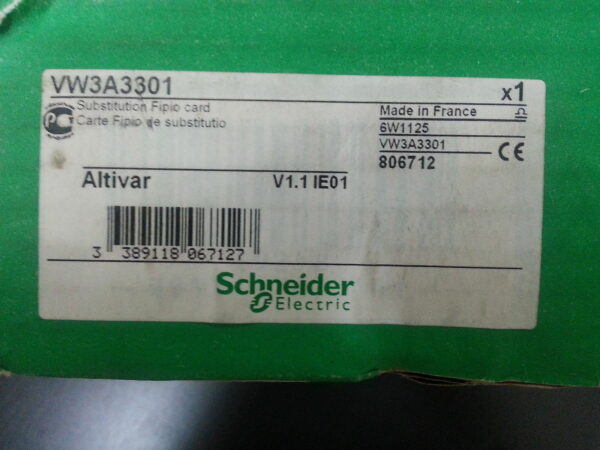 VW3A3301
x1
Substitution Fipio card
Carte Fipio de substitutio
Made in France
6W1125
VW3A3301
806712
CE
Altivar
V1.1 IE01
3 389118 067127
Schneider
Electric